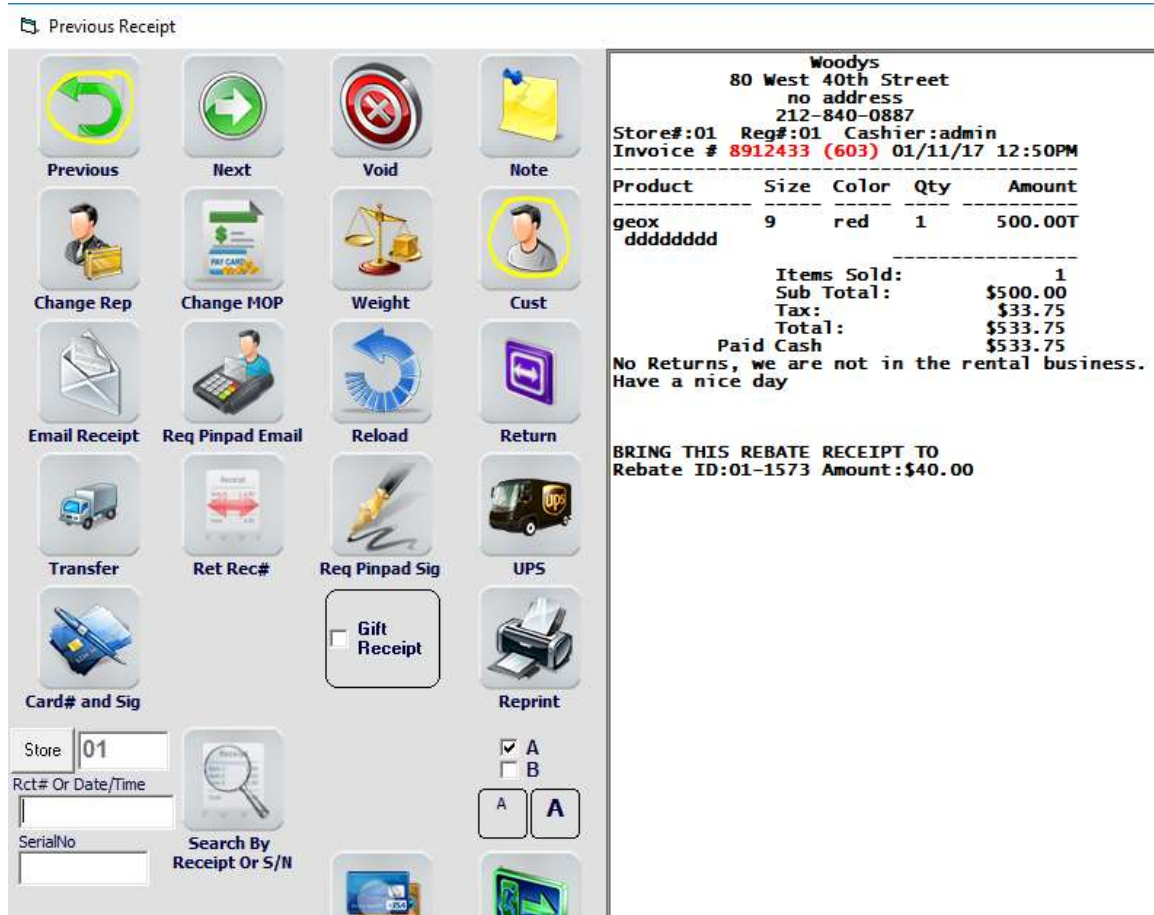 Previous Receipt
Previous
Next
Void
Note
Change Rep
PAY CARD
Change MOP
Weight
Cust
Email Receipt
Req Pinpad Email
Reload
Return
Transfer
Receipt
Ret Rec#
Req Pinpad Sig
UPS
UPS
Card# and Sig
Gift
Receipt
Reprint
Store 01
Rct# Or Date/Time
SerialNo
Receipt
Search By
Receipt Or S/N
A
B
A A
VISA
Woodys
80 West 40th Street
no address
212-840-0887
Store#:01 Reg#:01 Cashier:admin
Invoice # 8912433 (603) 01/11/17 12:50PM
Product Size Color Qty Amount
geox 9 red 1 500.00T
dddddddd
Items Sold: 1
Sub Total: $500.00
Tax: $33.75
Total: $533.75
Paid Cash $533.75
No Returns, we are not in the rental business.
Have a nice day
BRING THIS REBATE RECEIPT TO
Rebate ID:01-1573 Amount:$40.00